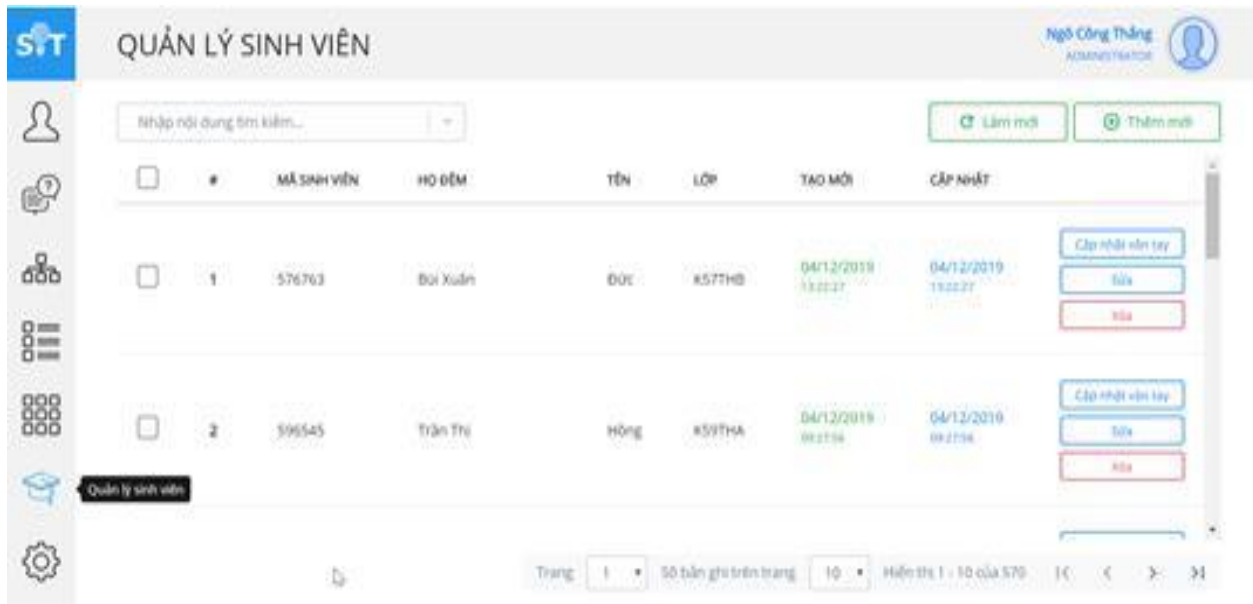 SIT
QUẢN LÝ SINH VIÊN
Ngô Công Thắng
ADMINISTRATOR
Nhập nội dung tìm kiếm...
Làm mới
Thêm mới
# MÃ SINH VIÊN HỌ ĐỆM TÊN LỚP TẠO MỚI CẬP NHẬT
Cập nhật vân tay
1 576763 Bùi Xuân Đức K57THB 04/12/2019 04/12/2019 Sửa
Xóa
Cập nhật vân tay
2 596545 Trần Thị Hồng K59THA 04/12/2019 04/12/2019 Sửa
Xóa
Quản lý sinh viên
Trang 1 Số bản ghi trên trang 10 Hiển thị 1 - 10 của 570